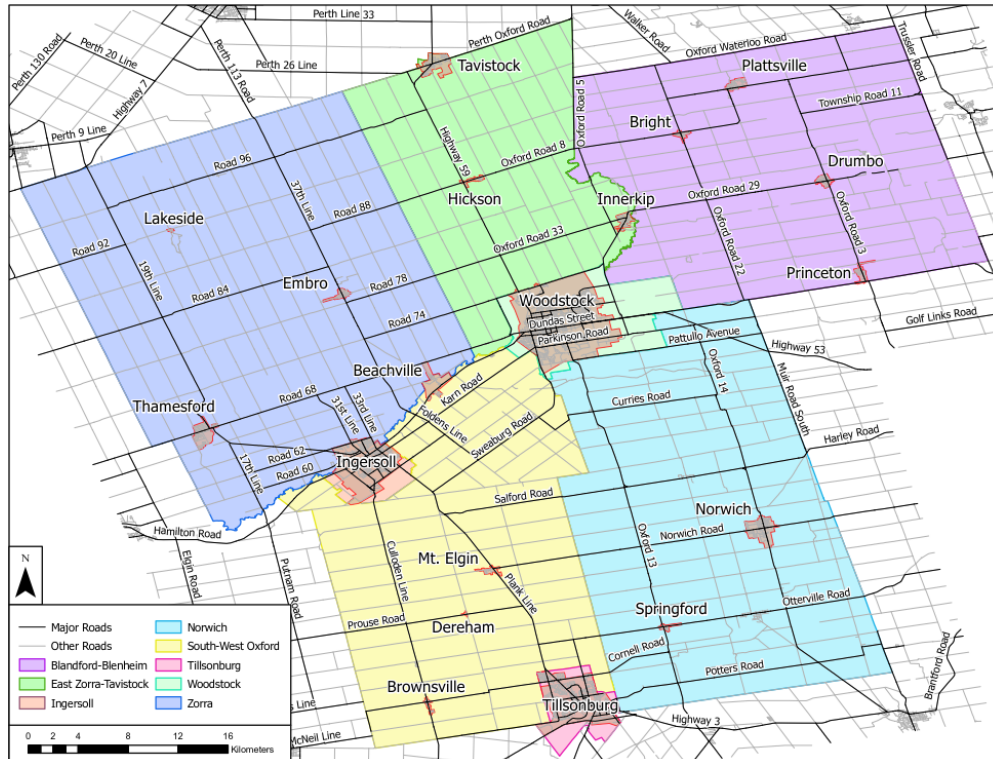 Perth Line 33
Walker Road
Trussler Road
Perth 130 Road
Perth 20 Line
Perth 113 Road
Perth Oxford Road
Oxford Waterloo Road
Perth 26 Line
Tavistock
Plattsville
Highway 7
Oxford Road 5
Township Road 11
Perth 9 Line
Bright
Highway 59
Oxford Road 8
Road 96
37th Line
Drumbo
Hickson
Innerkip
Oxford Road 29
Road 88
Lakeside
Oxford Road 3
Oxford Road 33
Road 92
Oxford Road 22
19th Line
Embro
Road 78
Princeton
Road 84
Woodstock
Road 74
Dundas Street
Golf Links Road
Parkinson Road
Pattullo Avenue
Highway 53
Beachville
Karn Road
Oxford 14
Muir Road South
Road 68
33rd Line
31st Line
Curries Road
Thamesford
Foldens Line
Sweaburg Road
Harley Road
Road 62
Ingersoll
Road 60
17th Line
Salford Road
Norwich
Hamilton Road
Norwich Road
N
Culloden Line
Oxford 13
Mt. Elgin
Elgin Road
Putnam Road
Plank Line
Otterville Road
Springford
Prouse Road
Dereham
Cornell Road
Potters Road
Brownsville
Brantford Road
Tillsonburg
s Line
Highway 3
McNeil Line
Major Roads
Other Roads
Blandford-Blenheim
East Zorra-Tavistock
Ingersoll
Norwich
South-West Oxford
Tillsonburg
Woodstock
Zorra
0 2 4 8 12 16
Kilometers